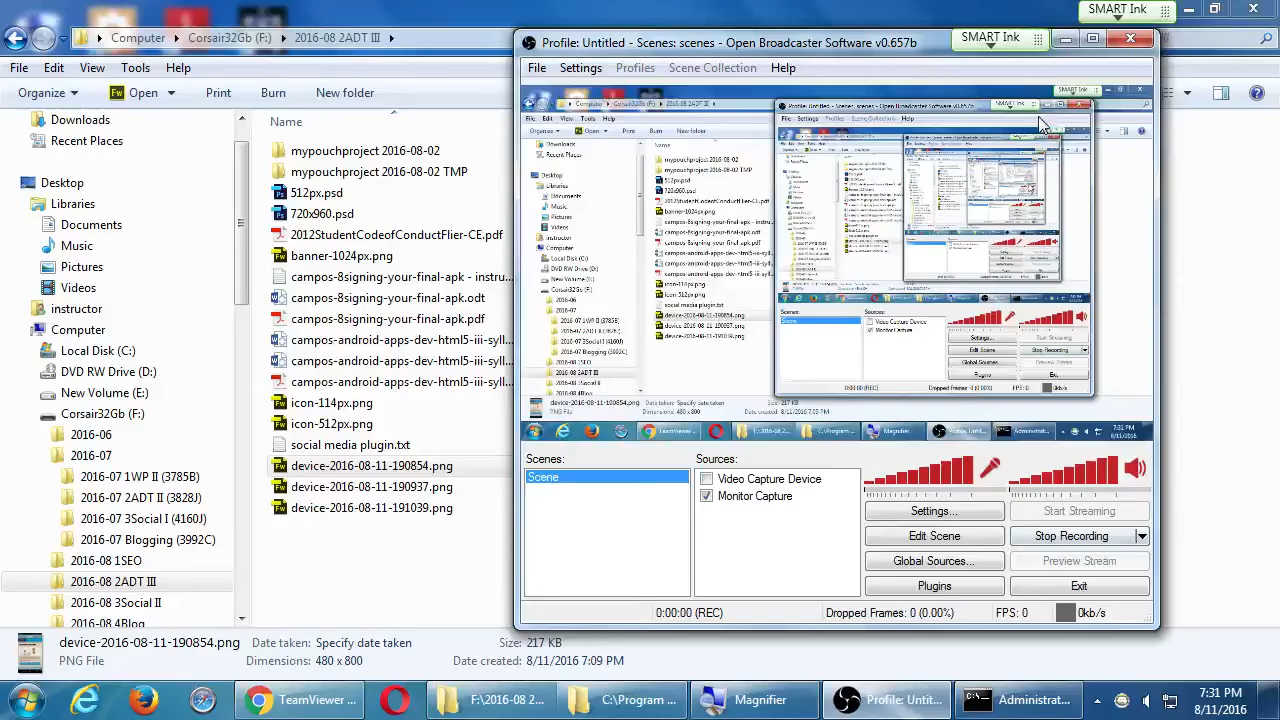 SMART Ink
Computer
Corsair32Gb (F:)
2016-08 2ADT III
File
Edit
View
Tools
Help
Organize
Open
Print
Burn
New folder
Downloads
Recent Places
Desktop
Libraries
Documents
Music
Pictures
Videos
instructor
Computer
Local Disk (C:)
DVD RW Drive (D:)
New Volume (E:)
Corsair32Gb (F:)
2016-06
2016-07
2016-07 1WP II (3785B)
2016-07 2ADT II (3828J)
2016-07 3Social I (4160J)
2016-07 Blogging (3992C)
2016-08 1SEO
2016-08 2ADT III
2016-08 3Social II
2016-08 4Blog
Name
mypouchproject 2016-08-02
mypouchproject 2016-08-02 TMP
512px.psd
720x960.psd
2012StudentCodeofConductFlier-CE.pdf
banner-1024px.png
campos-8signing-your-final-apk-instru...
campos-8signing-your-final-apk.odt
campos-8signing-your-final-apk.pdf
campos-android-apps-dev-html5-iii-syll...
campos-android-apps-dev-html5-iii-syll...
campos-android-apps-dev-html5-iii-syll...
icon-114px.png
icon-512px.png
social media plugin.txt
device-2016-08-11-190854.png
device-2016-08-11-190937.png
device-2016-08-11-191039.png
Profile: Untitled - Scenes: scenes - Open Broadcaster Software v0.657b
SMART Ink
File
Settings
Profiles
Scene Collection
Help
Scenes:
Scene
Sources:
Video Capture Device
Monitor Capture
Settings...
Start Streaming
Edit Scene
Stop Recording
Global Sources...
Preview Stream
Plugins
Exit
0:00:00 (REC)
Dropped Frames: 0 (0.00%)
FPS: 0
0kb/s
device-2016-08-11-190854.png
Date taken: Specify date taken
Size: 217 KB
PNG File
Dimensions: 480 x 800
Date created: 8/11/2016 7:09 PM
TeamViewer ...
F:\2016-08 2...
C:\Program ...
Magnifier
Profile: Untit...
Administrat...
7:31 PM
8/11/2016